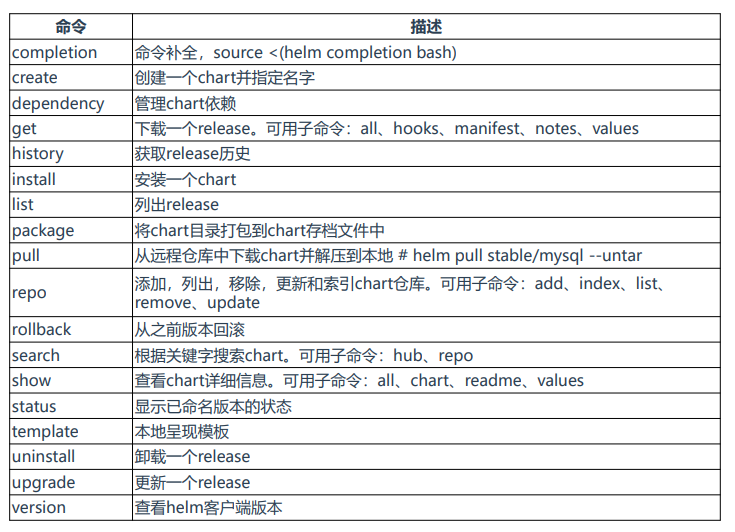 命令 描述
completion 命令补全，source <(helm completion bash)
create 创建一个chart并指定名字
dependency 管理chart依赖
get 下载一个release。可用子命令：all、hooks、manifest、notes、values
history 获取release历史
install 安装一个chart
list 列出release
package 将chart目录打包到chart存档文件中
pull 从远程仓库中下载chart并解压到本地 # helm pull stable/mysql --untar
repo 添加，列出，移除，更新和索引chart仓库。可用子命令：add、index、list、
remove、update
rollback 从之前版本回滚
search 根据关键字搜索chart。可用子命令：hub、repo
show 查看chart详细信息。可用子命令：all、chart、readme、values
status 显示已命名版本的状态
template 本地呈现模板
uninstall 卸载一个release
upgrade 更新一个release
version 查看helm客户端版本